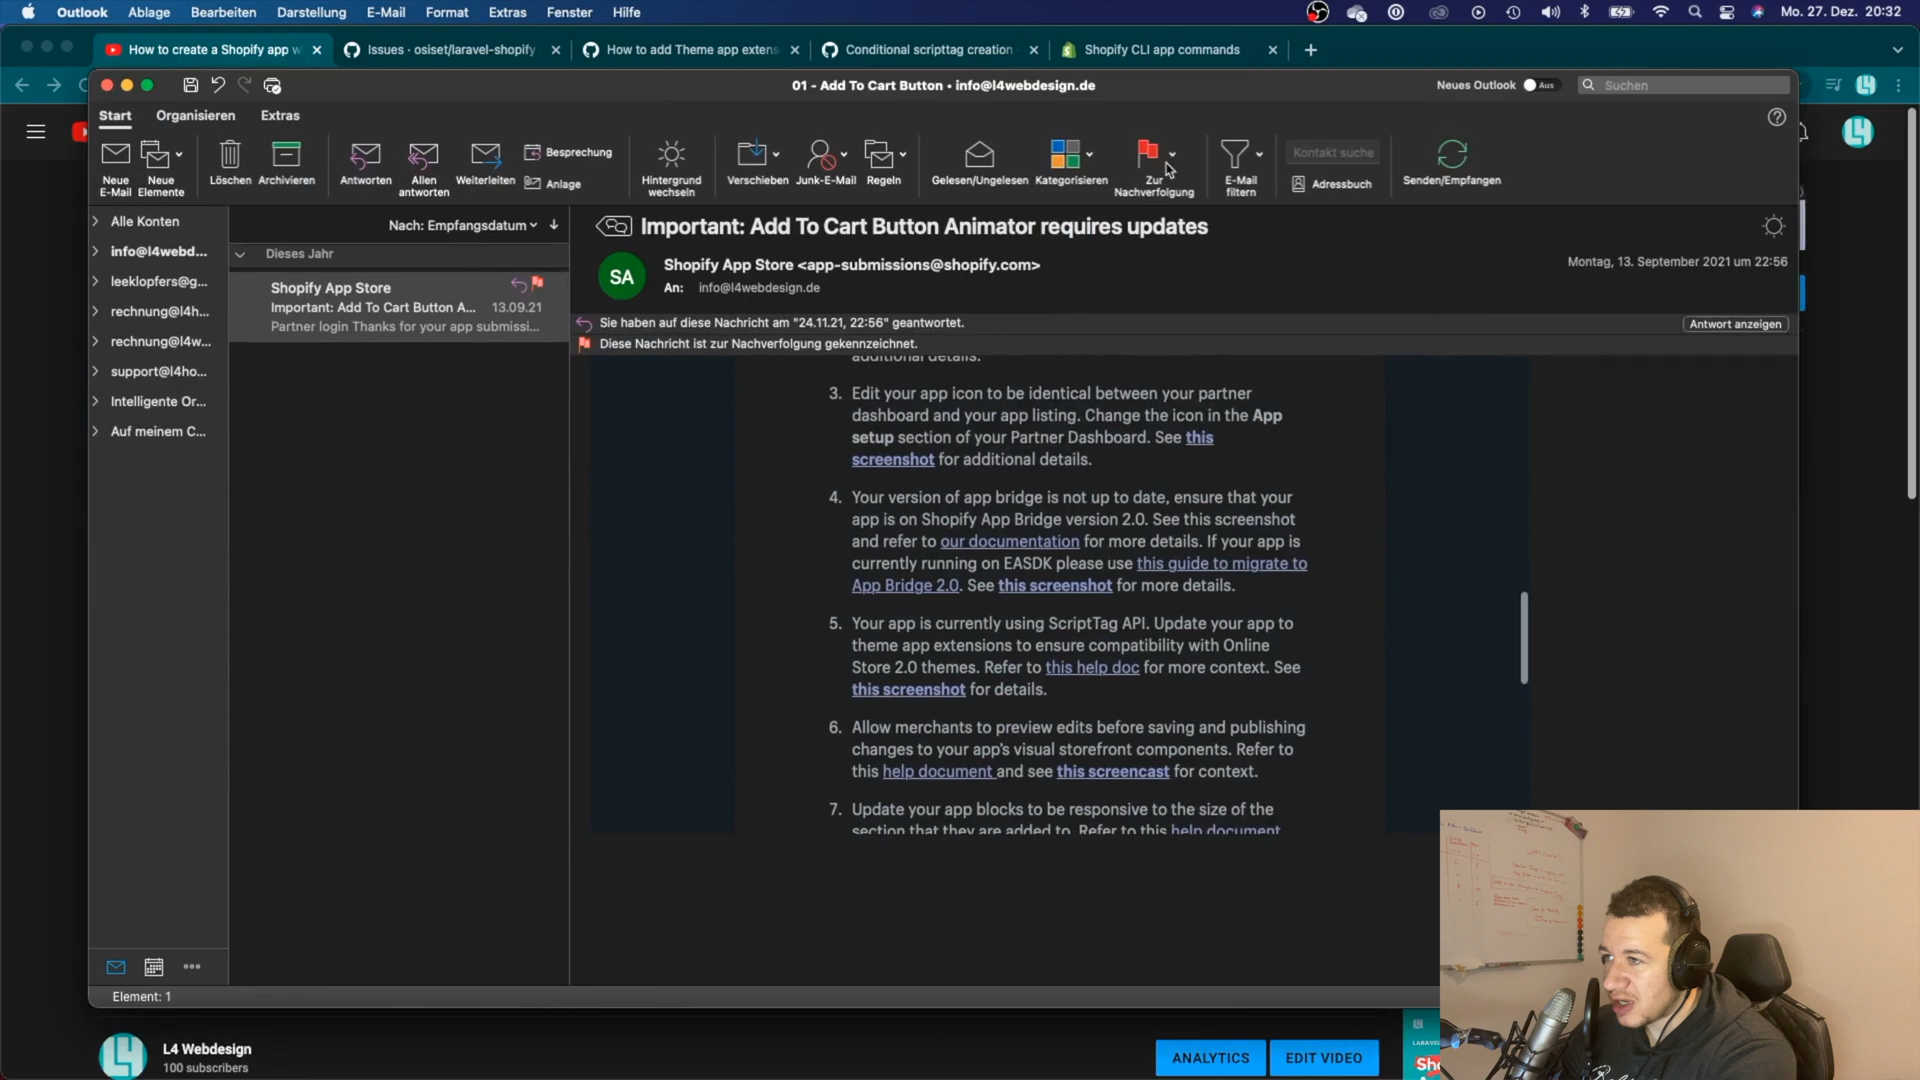 Outlook Ablage Bearbeiten Darstellung E-Mail Format Extras Fenster Hilfe Mo. 27. Dez. 20:32
How to create a Shopify app w Issues · osiset/laravel-shopify How to add Theme app extens Conditional scripttag creation Shopify CLI app commands
01 - Add To Cart Button • info@l4webdesign.de Neues Outlook Aus Suchen
Start Organisieren Extras
Neue E-Mail
Neue Elemente
Löschen
Archivieren
Antworten
Allen antworten
Weiterleiten
Besprechung
Anlage
Hintergrund wechseln
Verschieben
Junk-E-Mail
Regeln
Gelesen/Ungelesen
Kategorisieren
Zur Nachverfolgung
E-Mail filtern
Kontakt suche
Adressbuch
Senden/Empfangen
Alle Konten
info@l4webd...
leeklopfers@g...
rechnung@l4h...
rechnung@l4w...
support@l4ho...
Intelligente Or...
Auf meinem C...
Nach: Empfangsdatum
Dieses Jahr
Shopify App Store
Important: Add To Cart Button A... 13.09.21
Partner login Thanks for your app submissi...
Important: Add To Cart Button Animator requires updates
SA
Shopify App Store <app-submissions@shopify.com>
An: info@l4webdesign.de
Montag, 13. September 2021 um 22:56
Sie haben auf diese Nachricht am "24.11.21, 22:56" geantwortet.
Antwort anzeigen
Diese Nachricht ist zur Nachverfolgung gekennzeichnet.
additional details.
3. Edit your app icon to be identical between your partner
dashboard and your app listing. Change the icon in the App
setup section of your Partner Dashboard. See this
screenshot for additional details.
4. Your version of app bridge is not up to date, ensure that your
app is on Shopify App Bridge version 2.0. See this screenshot
and refer to our documentation for more details. If your app is
currently running on EASDK please use this guide to migrate to
App Bridge 2.0. See this screenshot for more details.
5. Your app is currently using ScriptTag API. Update your app to
theme app extensions to ensure compatibility with Online
Store 2.0 themes. Refer to this help doc for more context. See
this screenshot for details.
6. Allow merchants to preview edits before saving and publishing
changes to your app's visual storefront components. Refer to
this help document and see this screencast for context.
7. Update your app blocks to be responsive to the size of the
section that they are added to. Refer to this help document
Element: 1
L4 Webdesign
100 subscribers
ANALYTICS
EDIT VIDEO